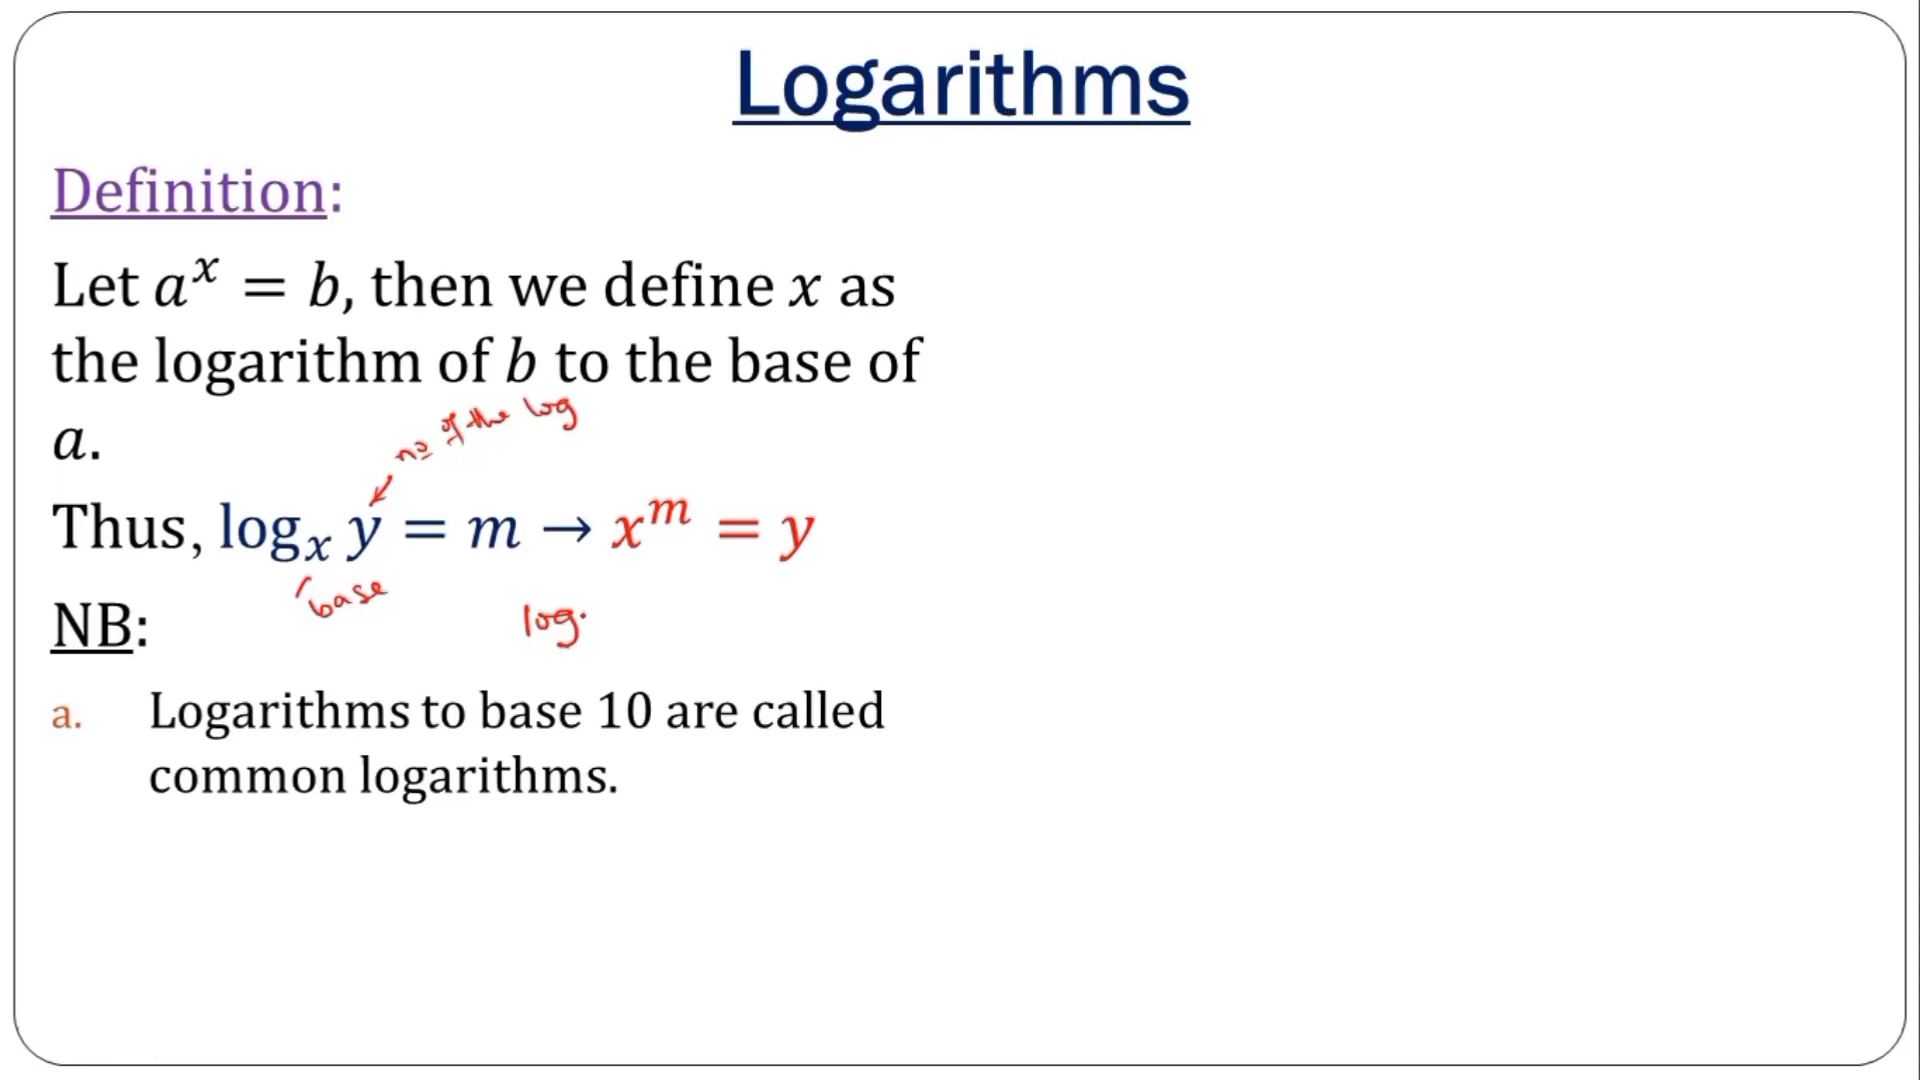 Logarithms
Definition:
Let aˣ = b, then we define x as
the logarithm of b to the base of
a.
no of the log
Thus, logₓ y = m → xᵐ = y
base
NB:
log.
a. Logarithms to base 10 are called
common logarithms.